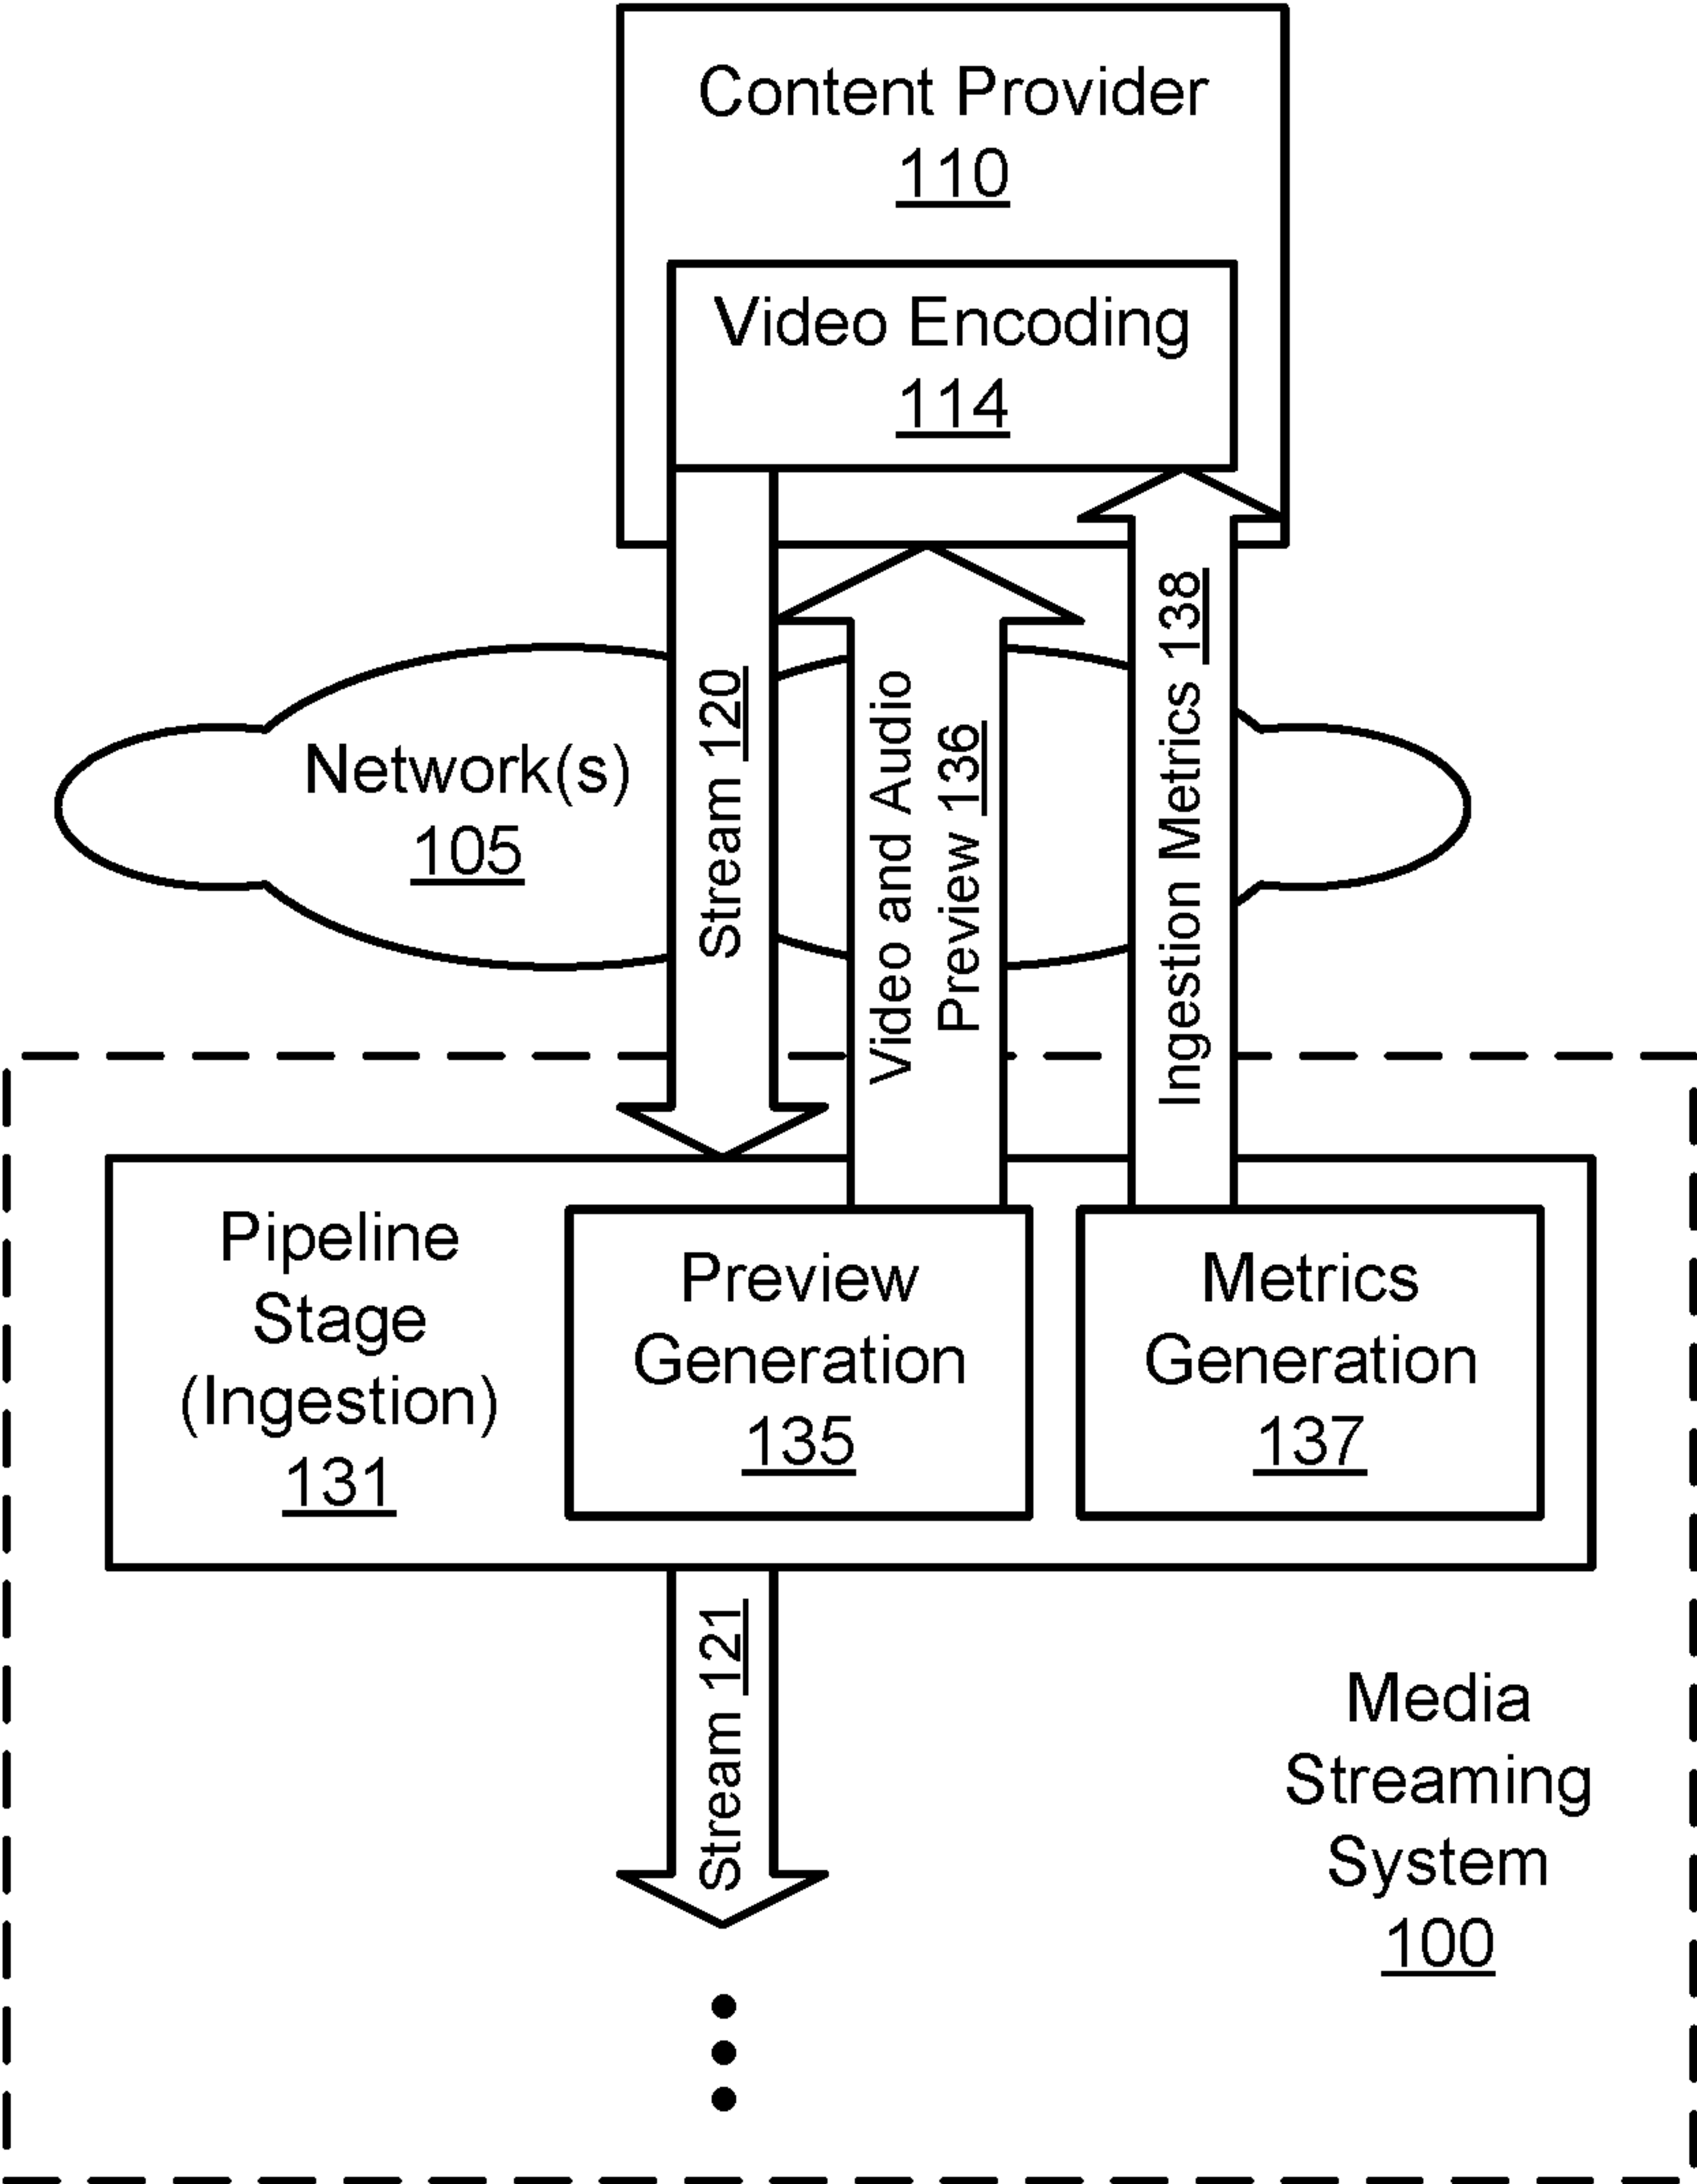 Content Provider
110
Video Encoding
114
Network(s)
105
Stream 120
Video and Audio
Preview 136
Ingestion Metrics 138
Pipeline
Stage
(Ingestion)
131
Preview
Generation
135
Metrics
Generation
137
Stream 121
Media
Streaming
System
100